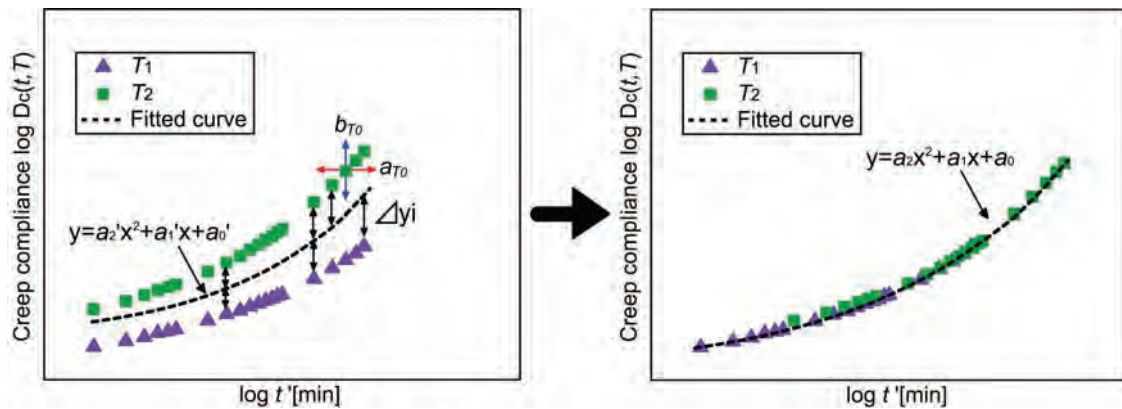 Creep compliance log Dc(t,T)
T1
T2
Fitted curve
bT0
aT0
⊿yi
y=a2'x²+a1'x+a0'
log t '[min]
Creep compliance log Dc(t,T)
T1
T2
Fitted curve
y=a2x²+a1x+a0
log t '[min]